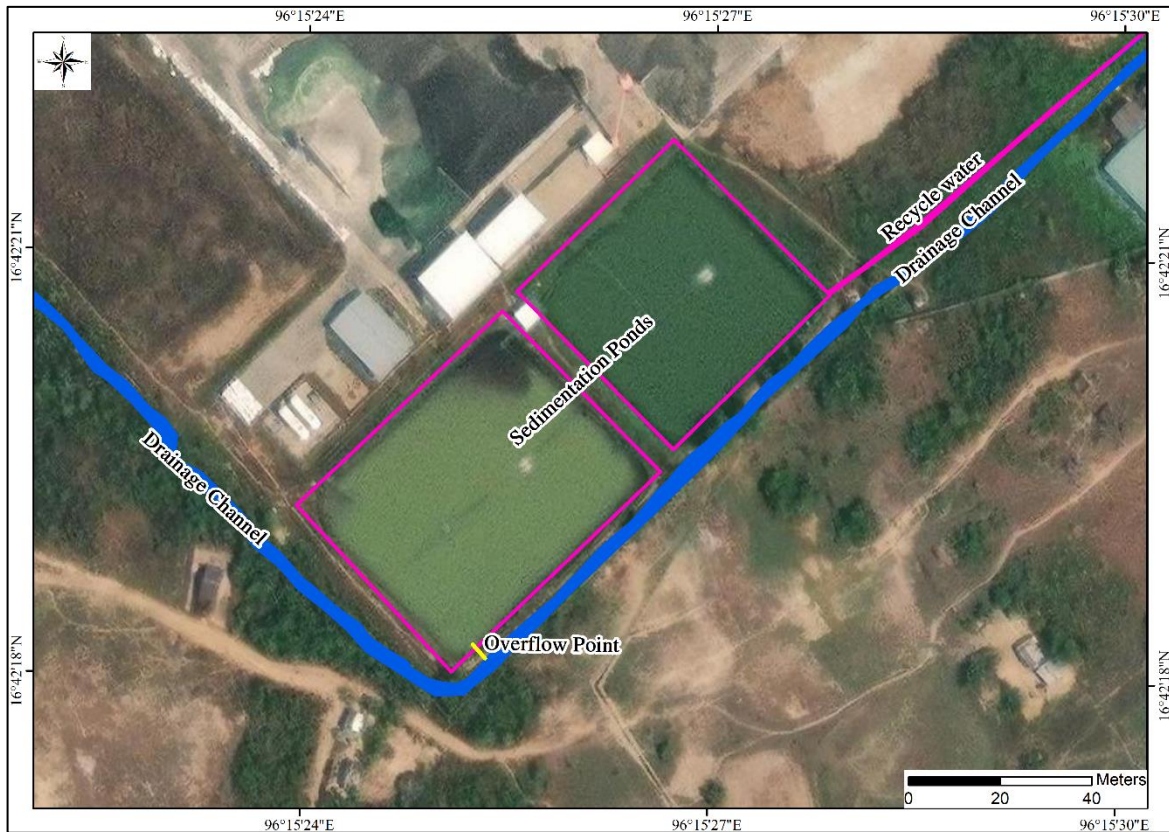 96°15'24"E
96°15'27"E
96°15'30"E
16°42'21"N
16°42'21"N
Recycle water
Drainage Channel
Sedimentation Ponds
Drainage Channel
Overflow Point
16°42'18"N
16°42'18"N
Meters
0 20 40
96°15'24"E
96°15'27"E
96°15'30"E